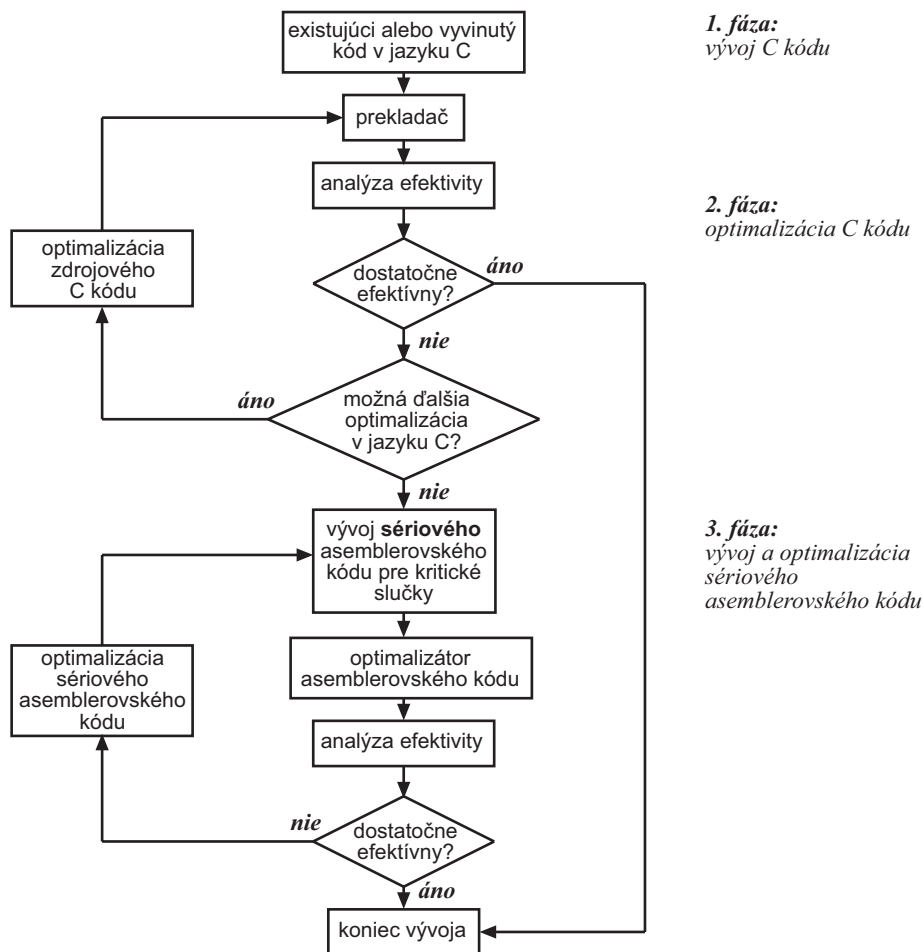 existujúci alebo vyvinutý
kód v jazyku C
1. fáza:
vývoj C kódu
prekladač
analýza efektivity
2. fáza:
optimalizácia C kódu
optimalizácia
zdrojového
C kódu
dostatočne
efektívny?
áno
nie
áno
možná ďalšia
optimalizácia
v jazyku C?
nie
vývoj sériového
asemblerovského
kódu pre kritické
slučky
3. fáza:
vývoj a optimalizácia
sériového
asemblerovského kódu
optimalizácia
sériového
asemblerovského
kódu
optimalizátor
asemblerovského kódu
analýza efektivity
nie
dostatočne
efektívny?
áno
koniec vývoja